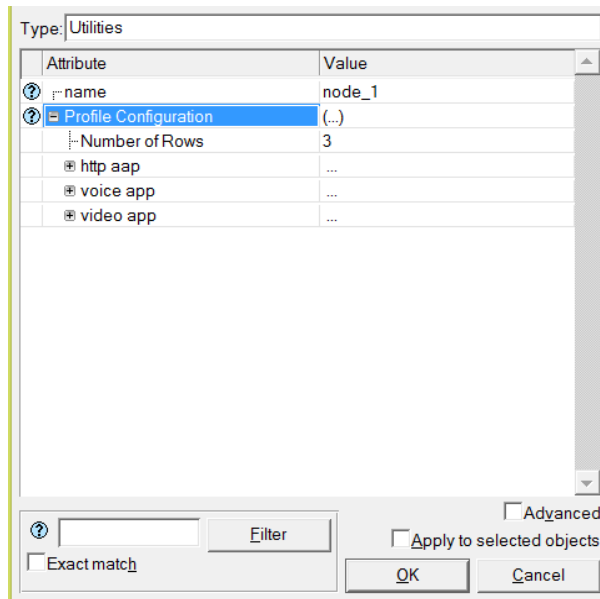 Type: Utilities
Attribute Value
name node_1
Profile Configuration (...)
Number of Rows 3
http aap ...
voice app ...
video app ...
Advanced
Filter
Apply to selected objects
Exact match
OK Cancel